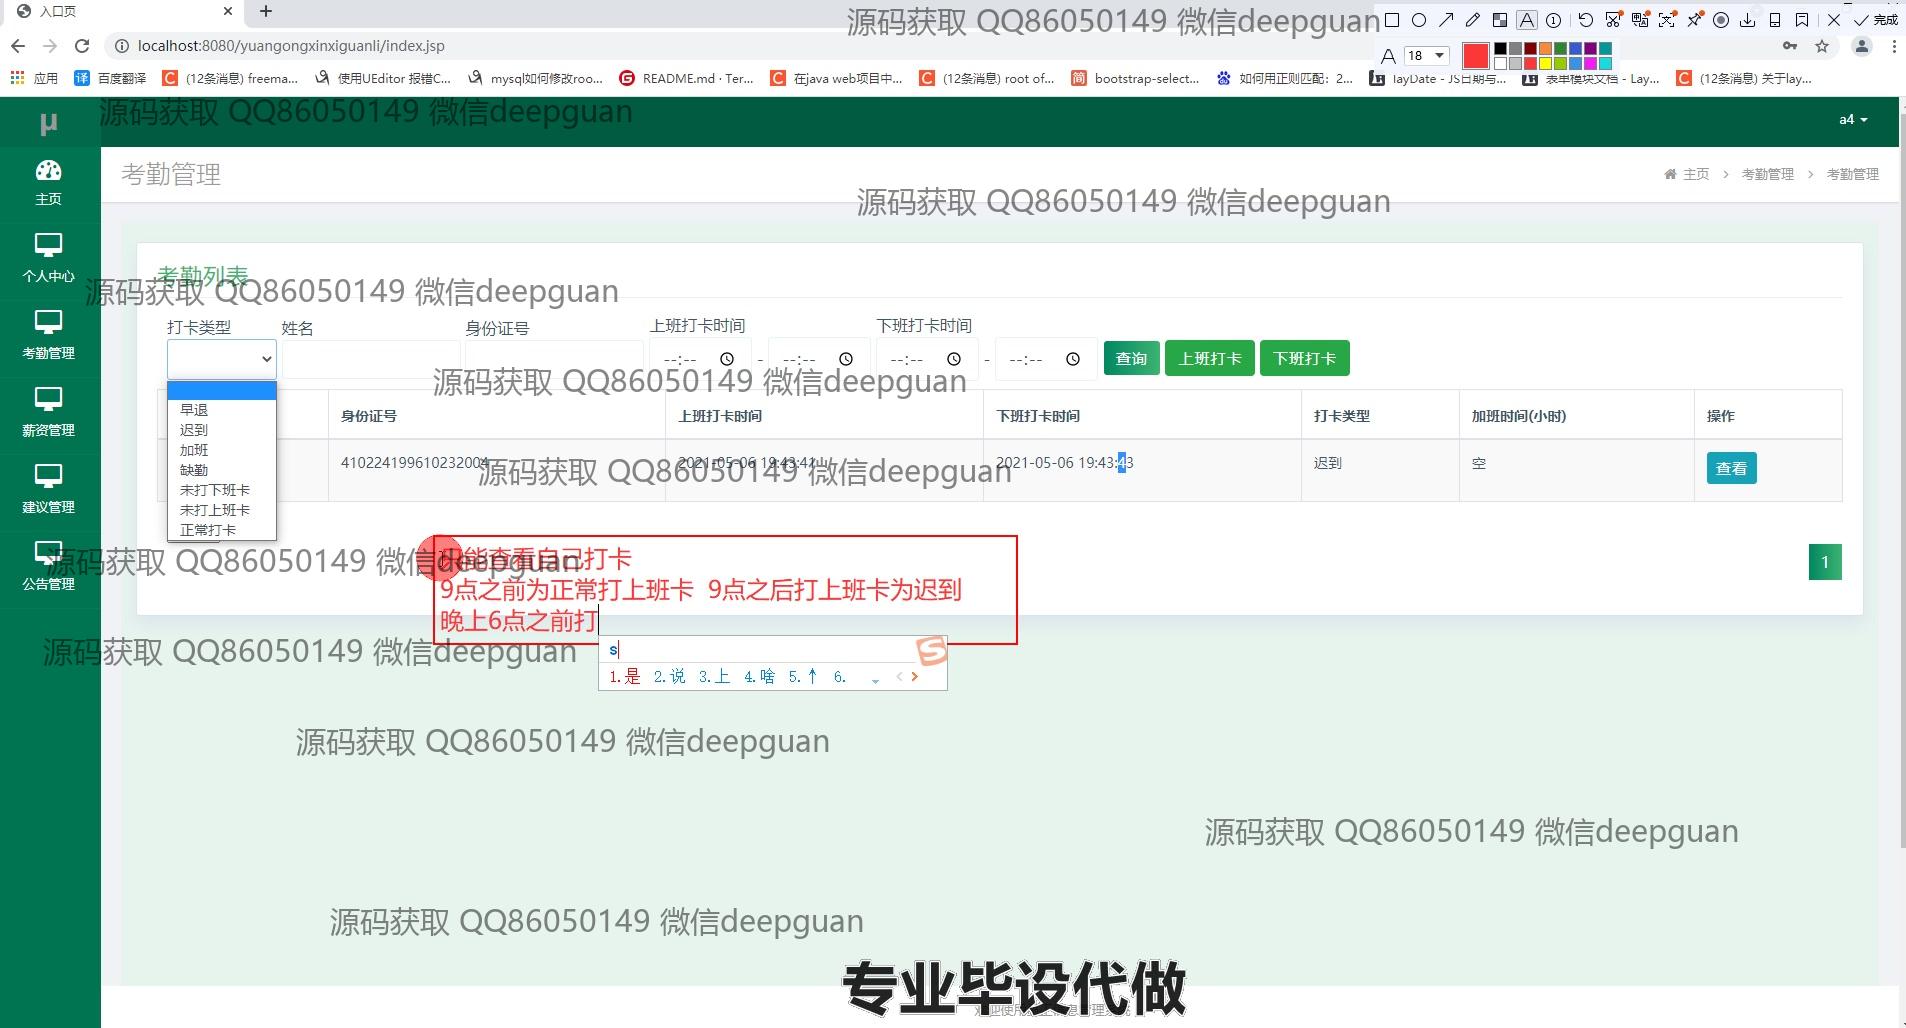 入口页
源码获取 QQ86050149 微信deepguan
完成
localhost:8080/yuangongxinxiguanli/index.jsp
A 18
应用
百度翻译
(12条消息) freema...
使用UEditor 报错C...
mysql如何修改roo...
README.md · Ter...
在java web项目中...
(12条消息) root of...
bootstrap-select...
如何用正则匹配：2...
layDate - JS日期与...
表单模块文档 - Lay...
(12条消息) 关于lay...
μ
源码获取 QQ86050149 微信deepguan
a4
主页
考勤管理
主页 > 考勤管理 > 考勤管理
源码获取 QQ86050149 微信deepguan
个人中心
考勤列表
源码获取 QQ86050149 微信deepguan
打卡类型 姓名 身份证号 上班打卡时间 下班打卡时间
--:-- - --:-- --:-- - --:-- 查询 上班打卡 下班打卡
考勤管理
源码获取 QQ86050149 微信deepguan
早退
迟到
加班
缺勤
未打下班卡
未打上班卡
正常打卡
身份证号 上班打卡时间 下班打卡时间 打卡类型 加班时间(小时) 操作
410224199610232004 2021-05-06 19:43:41 2021-05-06 19:43:43 迟到 空 查看
源码获取 QQ86050149 微信deepguan
薪资管理
建议管理
公告管理
源码获取 QQ86050149 微信deepguan
只能查看自己打卡
9点之前为正常打上班卡 9点之后打上班卡为迟到
晚上6点之前打
1
s
1.是 2.说 3.上 4.啥 5.↑ 6.
源码获取 QQ86050149 微信deepguan
源码获取 QQ86050149 微信deepguan
源码获取 QQ86050149 微信deepguan
源码获取 QQ86050149 微信deepguan
专业毕设代做